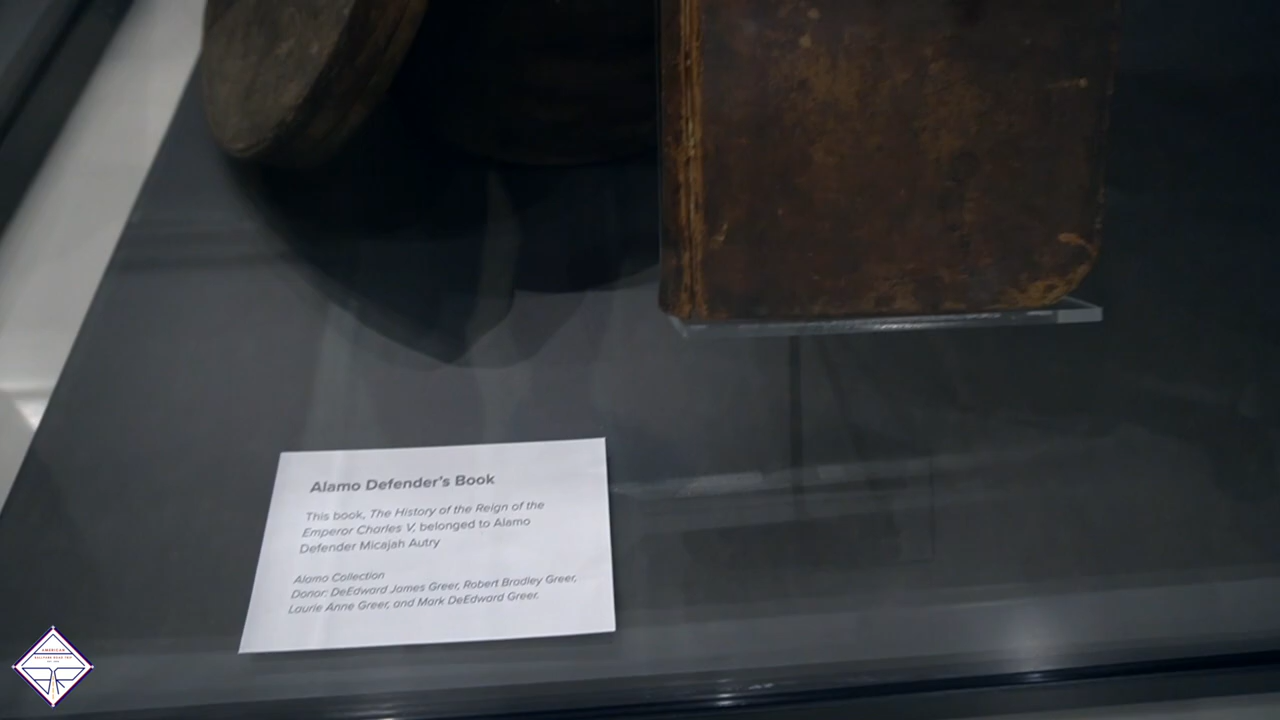 Alamo Defender's Book
This book, The History of the Reign of the
Emperor Charles V, belonged to Alamo
Defender Micajah Autry
Alamo Collection
Donor: DeEdward James Greer, Robert Bradley Greer,
Laurie Anne Greer, and Mark DeEdward Greer.
AMERICAN